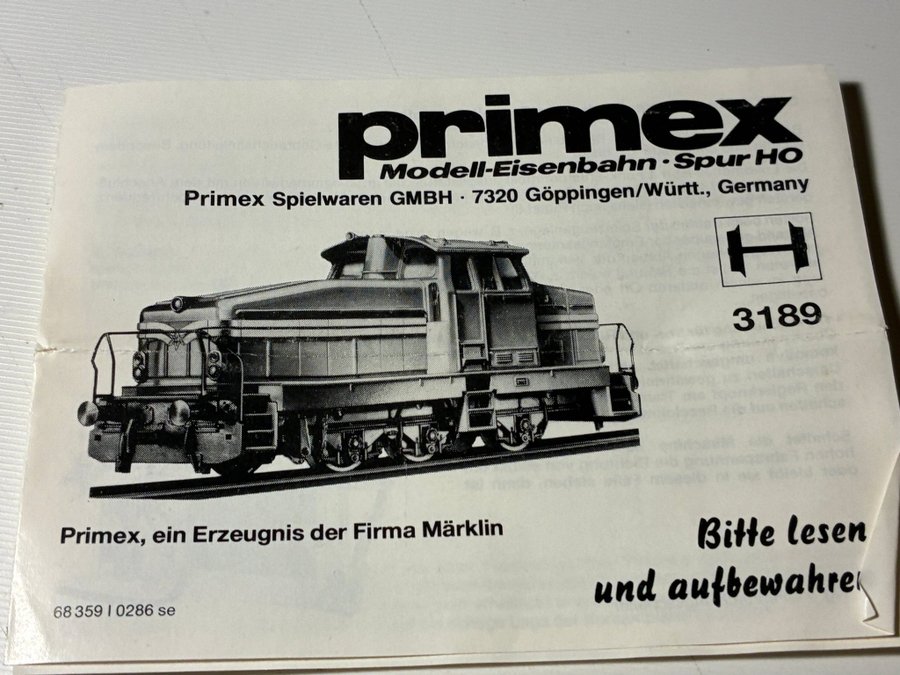 primex
Modell-Eisenbahn · Spur HO
Primex Spielwaren GMBH · 7320 Göppingen/Württ., Germany
3189
Primex, ein Erzeugnis der Firma Märklin
Bitte lesen
und aufbewahren
68 359 I 0286 se